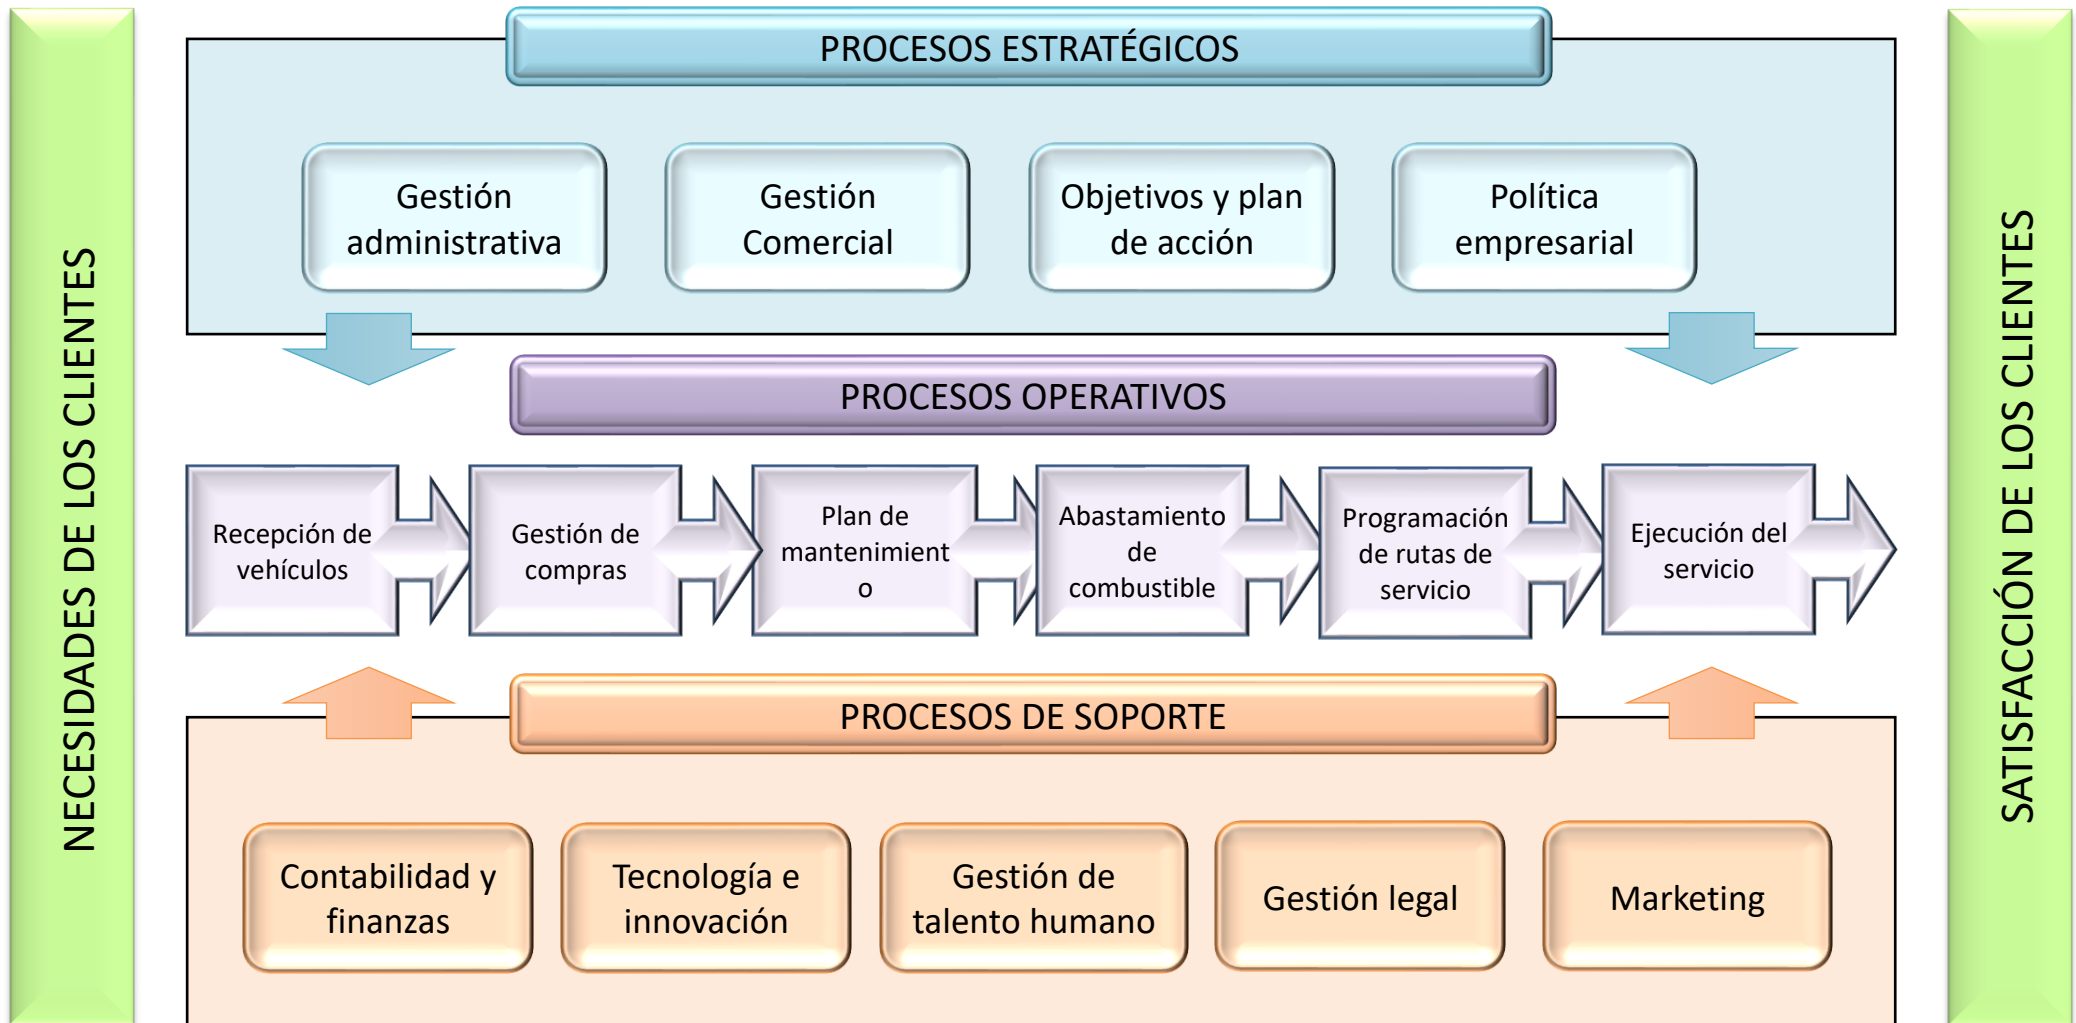 NECESIDADES DE LOS CLIENTES
PROCESOS ESTRATÉGICOS
Gestión
administrativa
Gestión
Comercial
Objetivos y plan
de acción
Política
empresarial
PROCESOS OPERATIVOS
Recepción de
vehículos
Gestión de
compras
Plan de
mantenimient
o
Abastamiento
de
combustible
Programación
de rutas de
servicio
Ejecución del
servicio
PROCESOS DE SOPORTE
Contabilidad y
finanzas
Tecnología e
innovación
Gestión de
talento humano
Gestión legal
Marketing
SATISFACCIÓN DE LOS CLIENTES